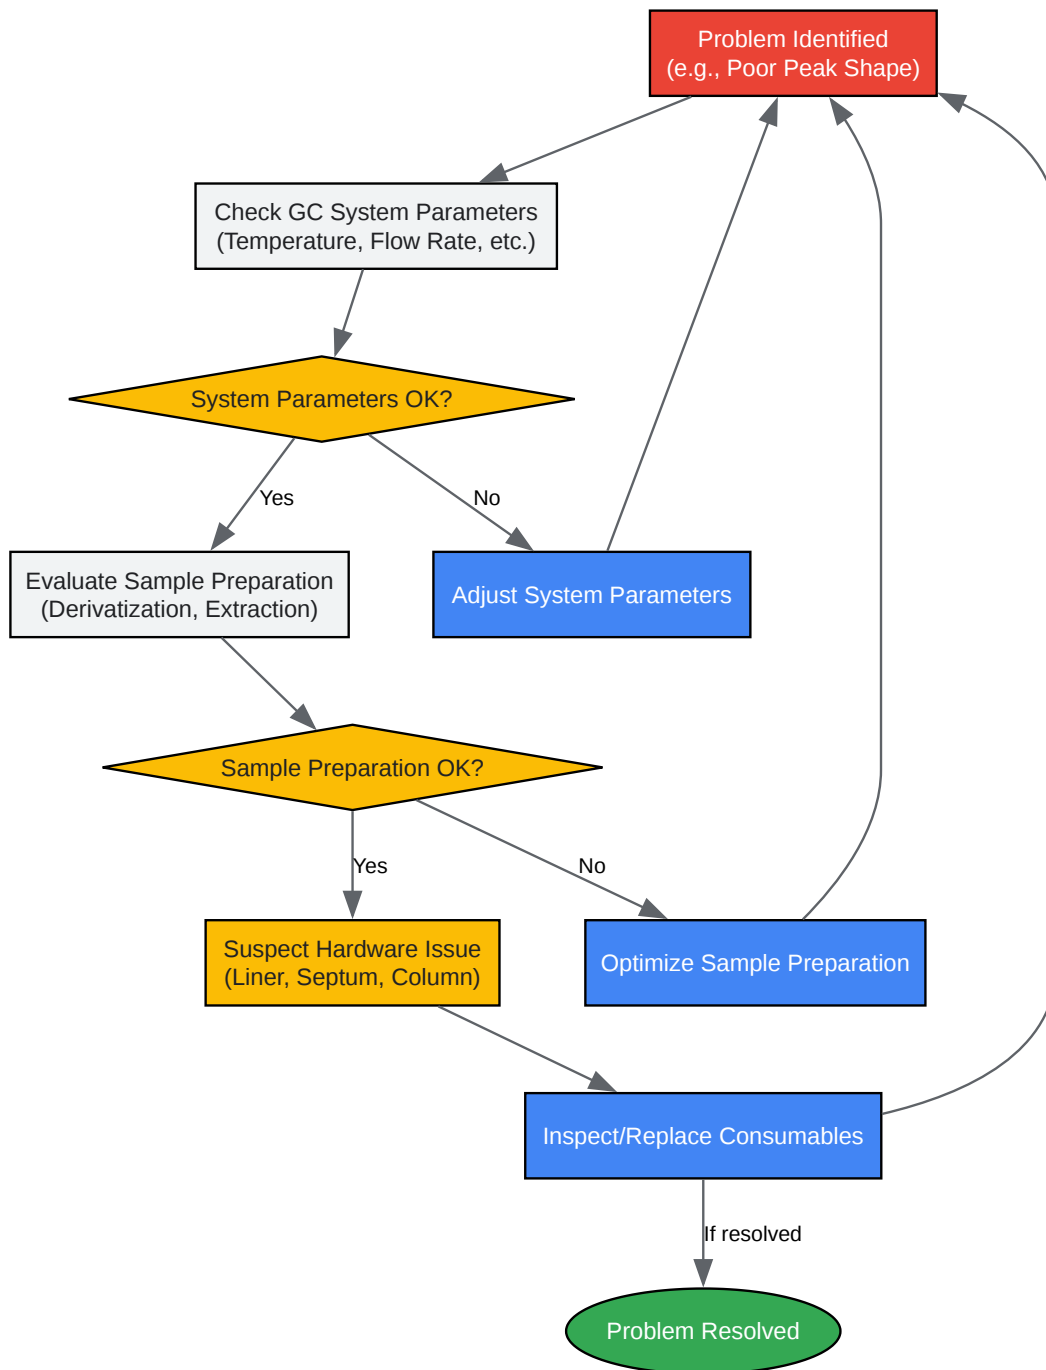 Problem Identified
(e.g., Poor Peak Shape)
Check GC System Parameters
(Temperature, Flow Rate, etc.)
System Parameters OK?
Yes
No
Evaluate Sample Preparation
(Derivatization, Extraction)
Adjust System Parameters
Sample Preparation OK?
Yes
No
Suspect Hardware Issue
(Liner, Septum, Column)
Optimize Sample Preparation
Inspect/Replace Consumables
If resolved
Problem Resolved